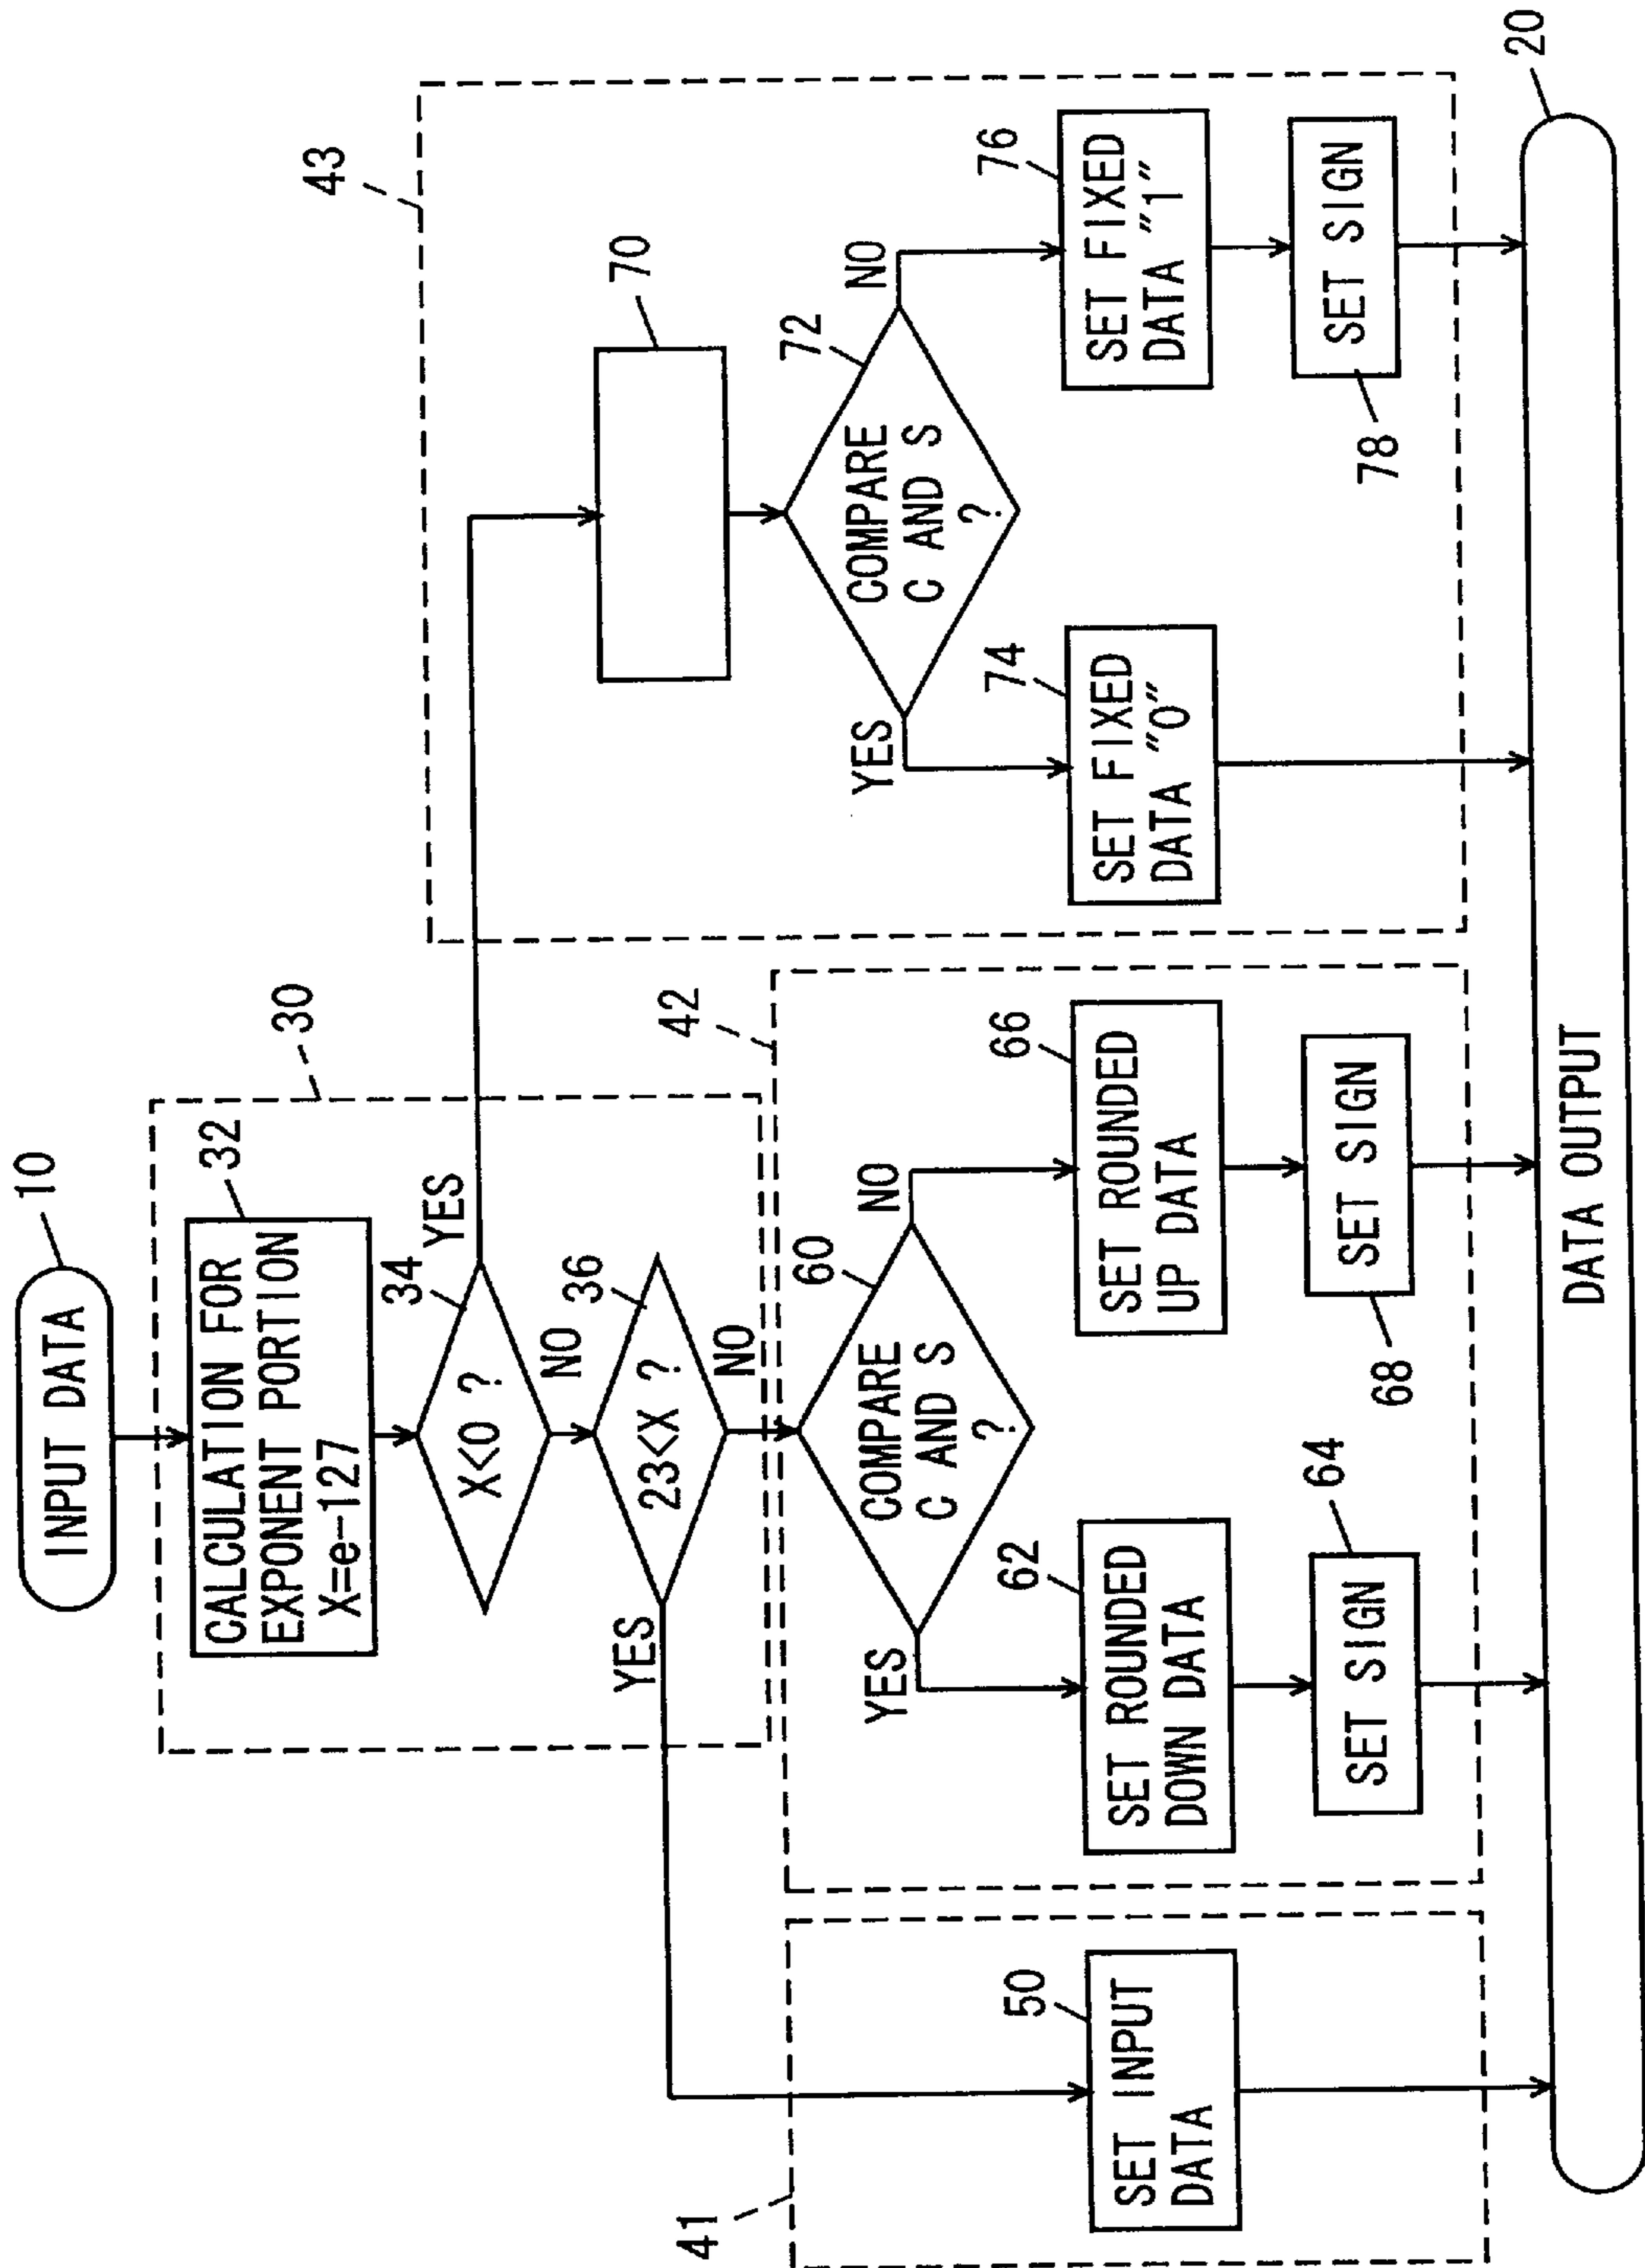 INPUT DATA
10
30
CALCULATION FOR
EXPONENT PORTION
X=e-127
32
X<0 ?
34
YES
NO
23<X ?
36
YES
NO
41
SET INPUT
DATA
50
42
COMPARE
C AND S
?
60
YES
NO
SET ROUNDED
DOWN DATA
62
SET SIGN
64
SET ROUNDED
UP DATA
66
SET SIGN
68
43
70
COMPARE
C AND S
?
72
YES
NO
SET FIXED
DATA "0"
74
SET FIXED
DATA "1"
76
SET SIGN
78
DATA OUTPUT
20